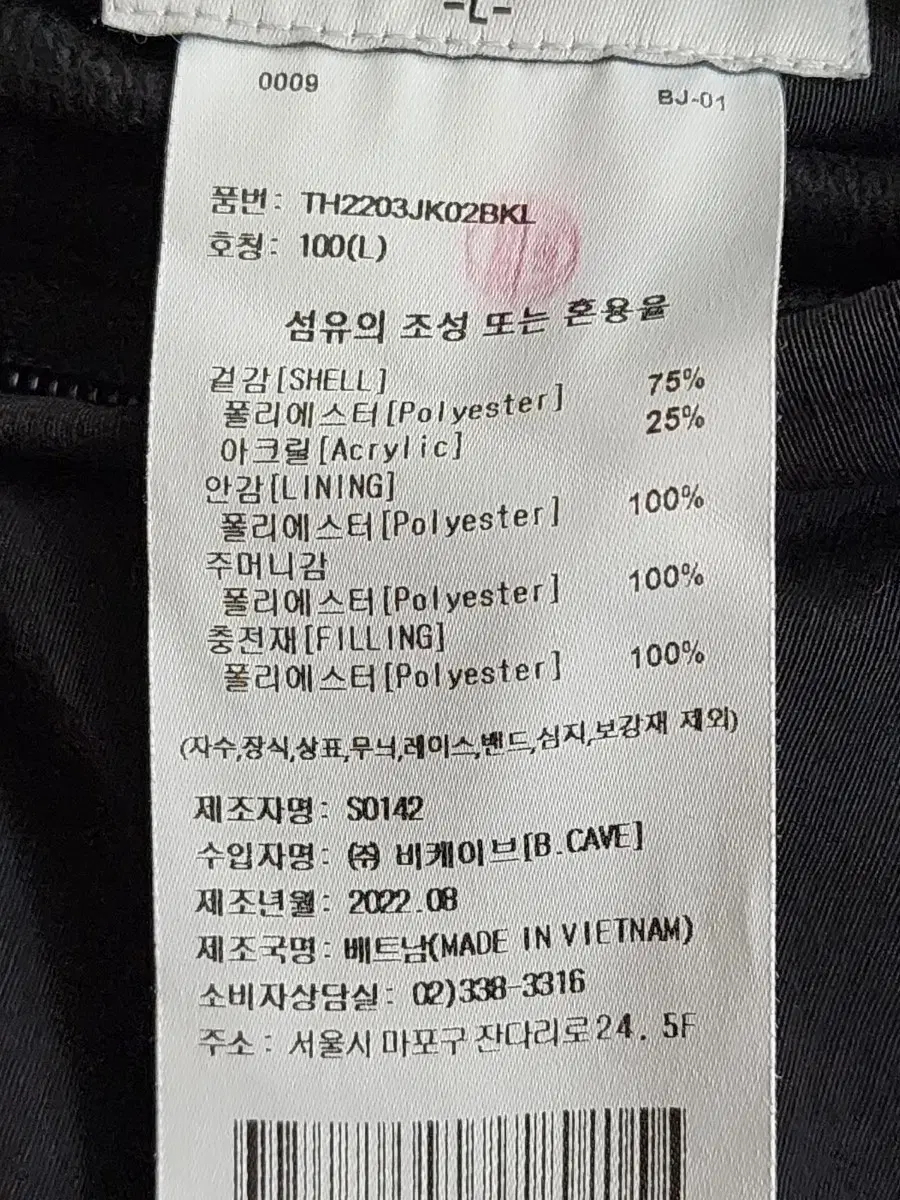 -L-
0009
BJ-01
품번: TH2203JK02BKL
호칭: 100(L)
섬유의 조성 또는 혼용율
겉감[SHELL]
폴리에스터[Polyester] 75%
아크릴[Acrylic] 25%
안감[LINING]
폴리에스터[Polyester] 100%
주머니감
폴리에스터[Polyester] 100%
충전재[FILLING]
폴리에스터[Polyester] 100%
(자수,장식,상표,무늬,레이스,밴드,심지,보강재 제외)
제조자명: S0142
수입자명: ㈜ 비케이브[B.CAVE]
제조년월: 2022.08
제조국명: 베트남(MADE IN VIETNAM)
소비자상담실: 02)338-3316
주소: 서울시 마포구 잔다리로24. 5F